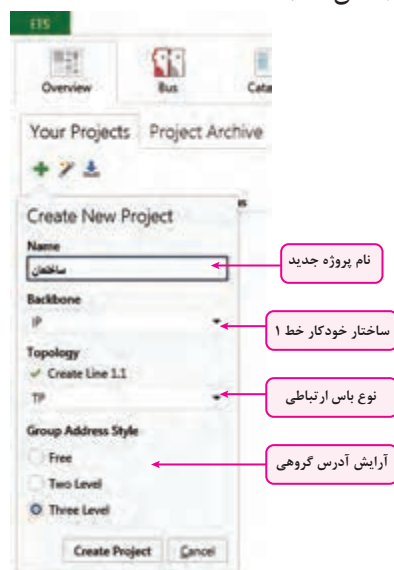 ETS
Overview
Bus
Cata
Your Projects Project Archive
Create New Project
Name
ساختمان
نام پروژه جدید
Backbone
IP
ساختار خودکار خط ۱
Topology
Create Line 1.1
TP
نوع باس ارتباطی
Group Address Style
Free
آرایش آدرس گروهی
Two Level
Three Level
Create Project Cancel